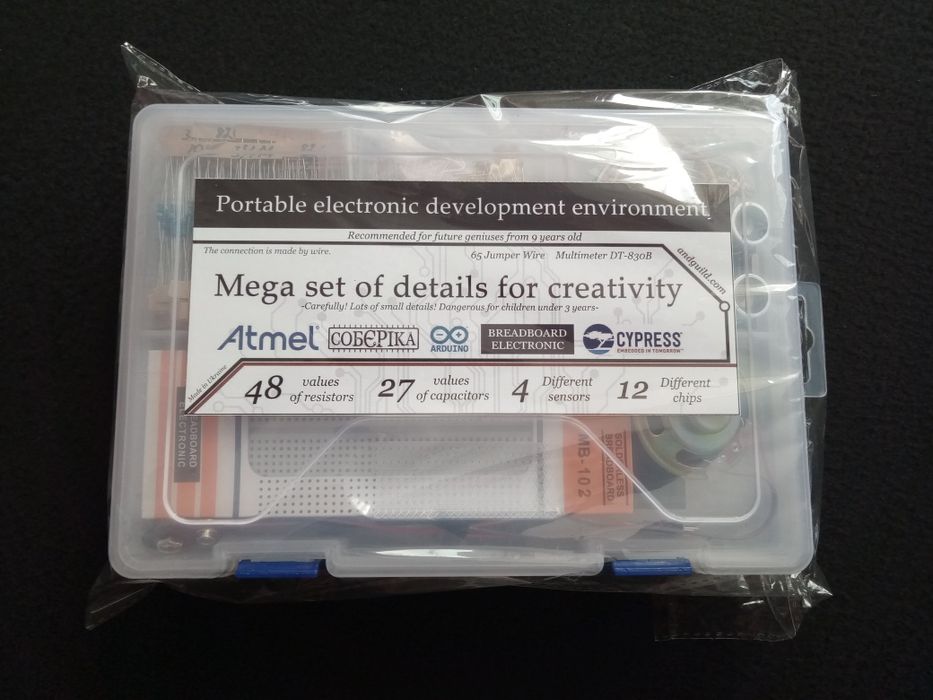 Portable electronic development environment
Recommended for future geniuses from 9 years old
The connection is made by wire.
65 Jumper Wire Multimeter DT-830B
andguild.com
Mega set of details for creativity
-Carefully! Lots of small details! Dangerous for children under 3 years-
Atmel
СОБЄРІКА
ARDUINO
BREADBOARD
ELECTRONIC
CYPRESS
EMBEDDED IN TOMORROW
Made in Ukraine
48 values of resistors
27 values of capacitors
4 Different sensors
12 Different chips
BREADBOARD
ELECTRONIC
MB-102
SOLDERLESS
BREADBOARD